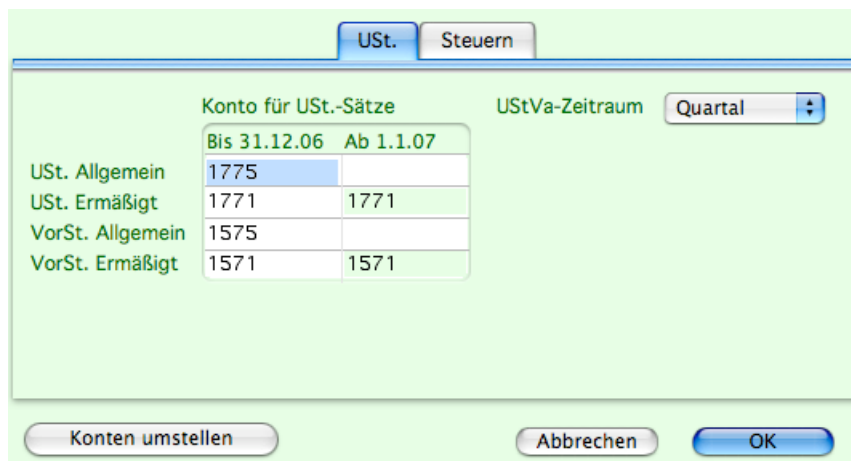 USt. Steuern
Konto für USt.-Sätze UStVa-Zeitraum Quartal
Bis 31.12.06 Ab 1.1.07
USt. Allgemein 1775
USt. Ermäßigt 1771 1771
VorSt. Allgemein 1575
VorSt. Ermäßigt 1571 1571
Konten umstellen Abbrechen OK